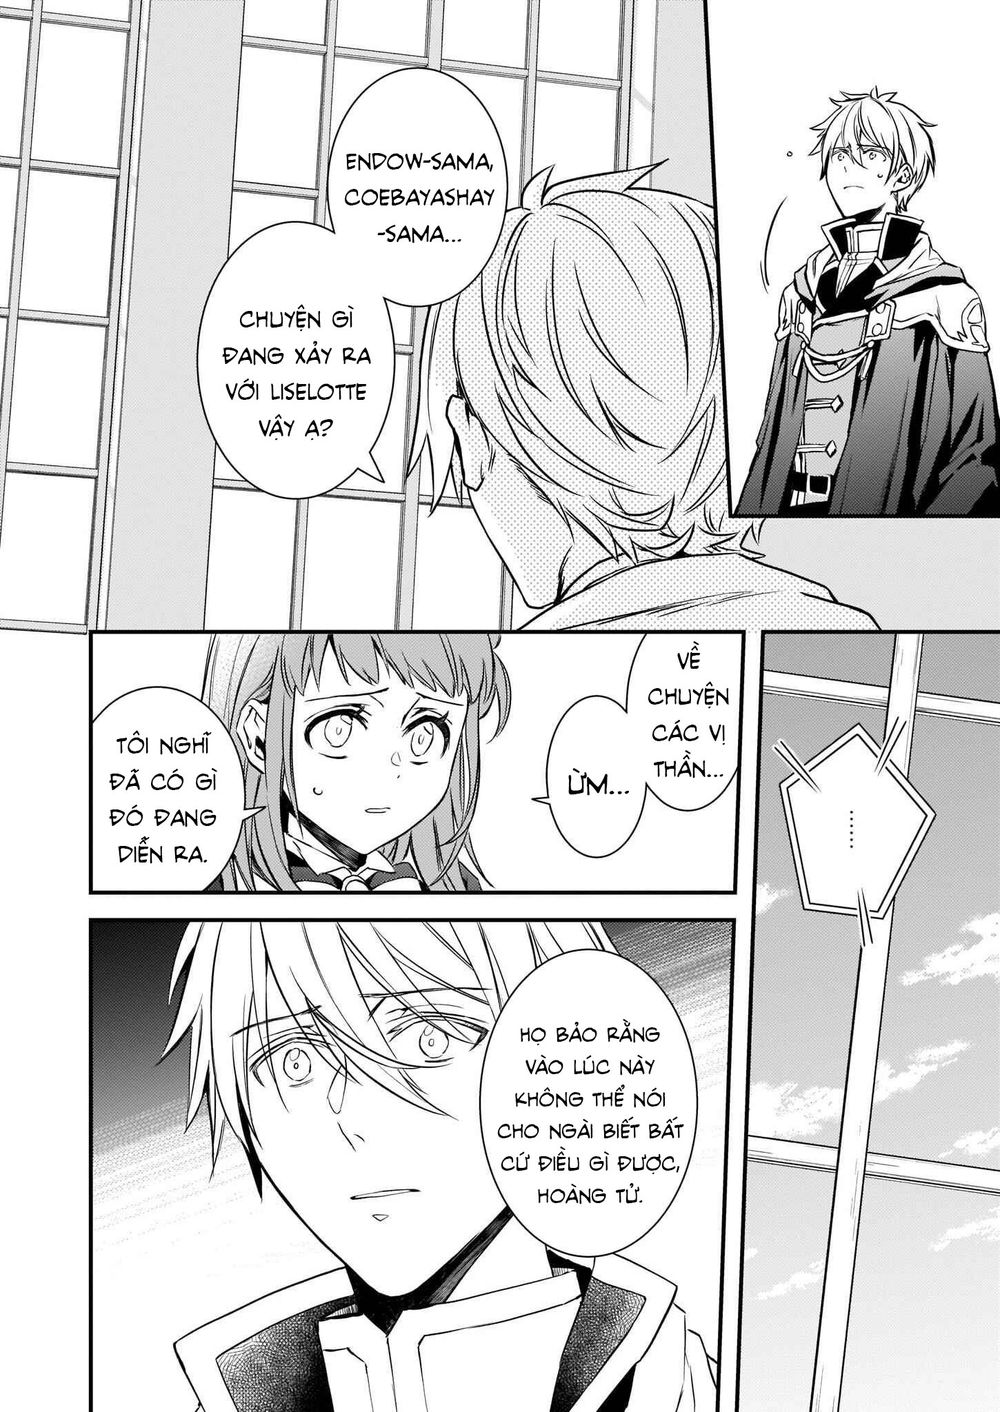 ENDOW-SAMA,
COEBAYASHAY
-SAMA...
CHUYỆN GÌ
ĐANG XẢY RA
VỚI LISELOTTE
VẬY Ạ?
......
VỀ
CHUYỆN
CÁC VỊ
THẦN...
ỪM...
TÔI NGHĨ
ĐÃ CÓ GÌ
ĐÓ ĐANG
DIỄN RA.
HỌ BẢO RẰNG
VÀO LÚC NÀY
KHÔNG THỂ NÓI
CHO NGÀI BIẾT BẤT
CỨ ĐIỀU GÌ ĐƯỢC,
HOÀNG TỬ.